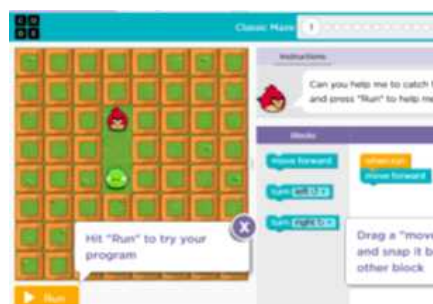 C O
D E
Classic Maze 1
Instructions
Can you help me to catch
and press "Run" to help me
Blocks
move forward
turn left
turn right
when run
move forward
Hit "Run" to try your
program
X
Drag a "move
and snap it b
other block
Run